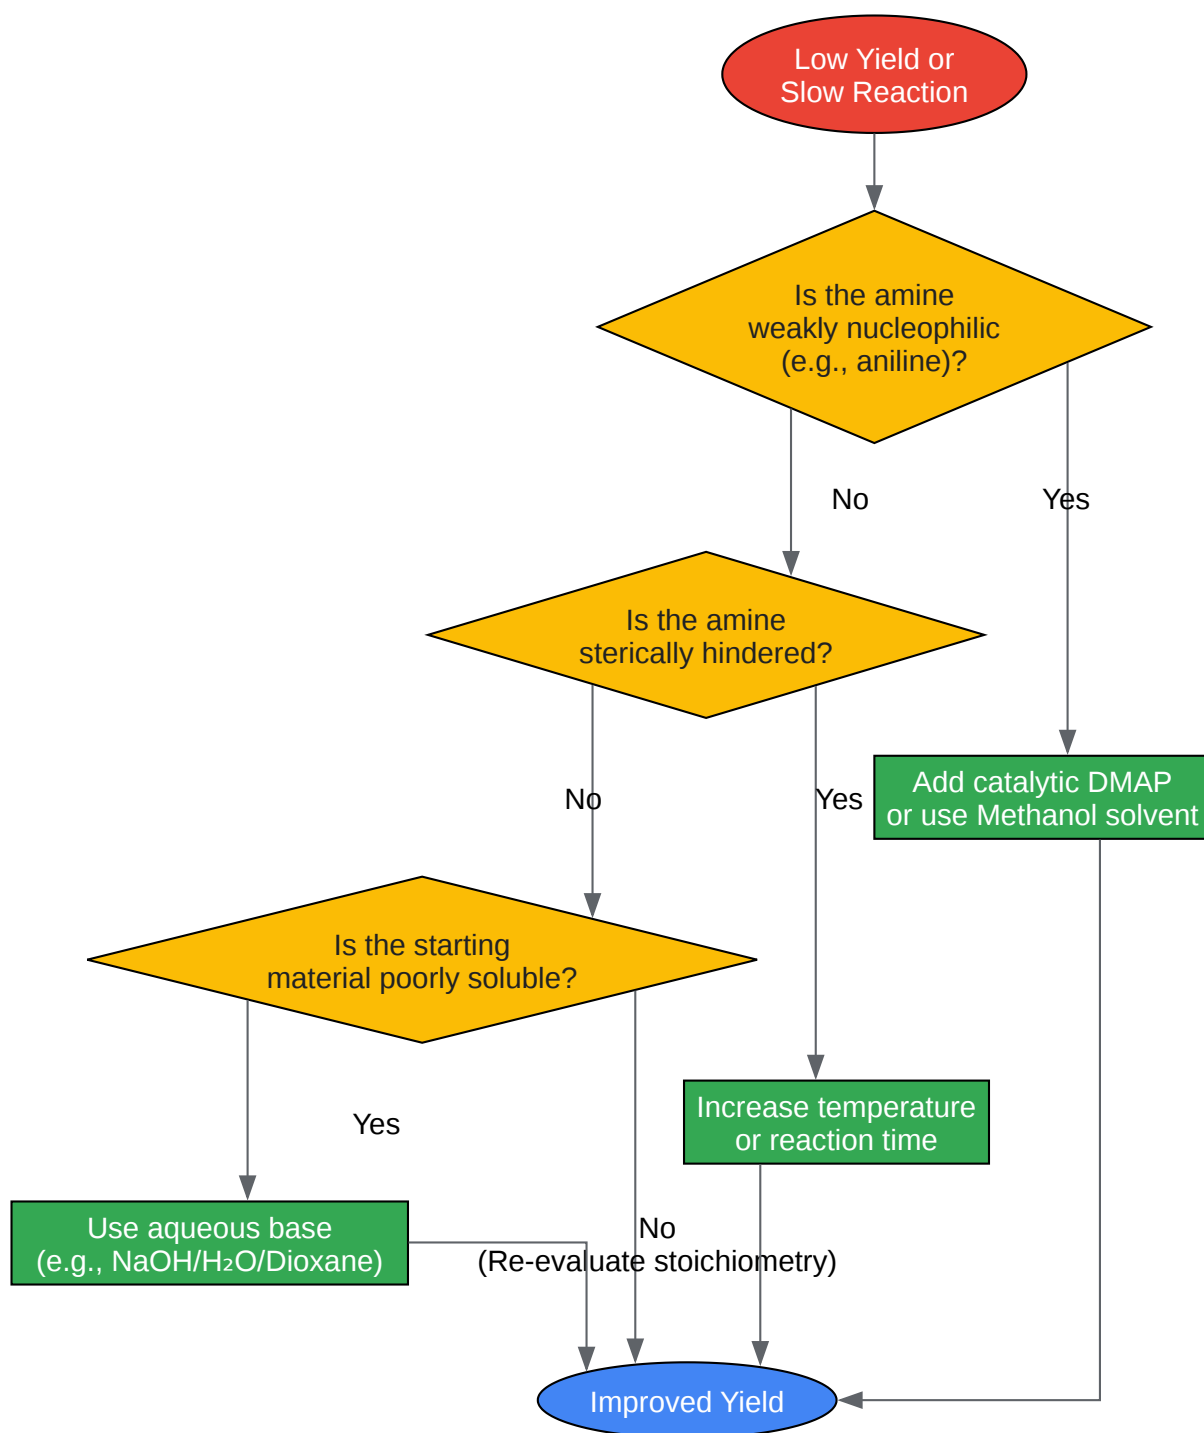 Low Yield or
Slow Reaction
Is the amine
weakly nucleophilic
(e.g., aniline)?
No
Yes
Is the amine
sterically hindered?
No
Yes
Add catalytic DMAP
or use Methanol solvent
Is the starting
material poorly soluble?
Yes
Increase temperature
or reaction time
Use aqueous base
(e.g., NaOH/H₂O/Dioxane)
No
(Re-evaluate stoichiometry)
Improved Yield